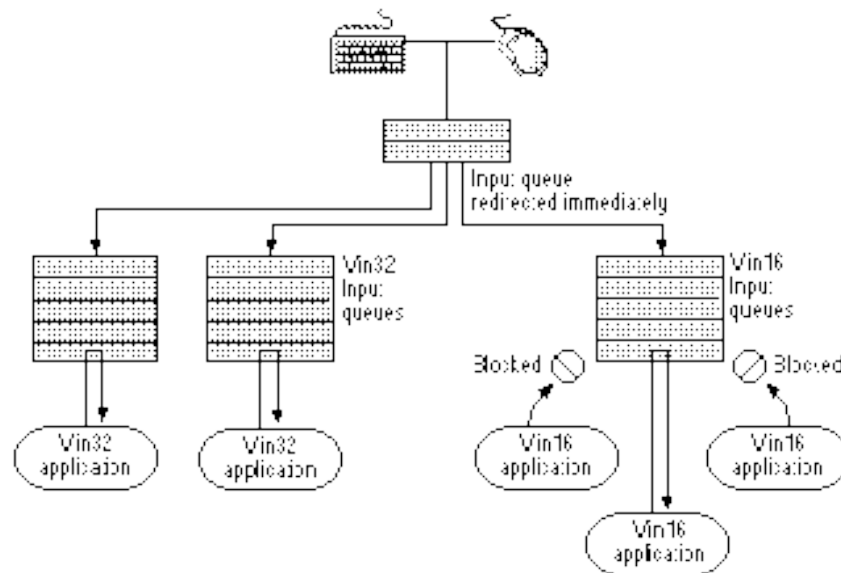 Input queue
redirected immediately
Win32
Input
queues
Win16
Input
queues
Blocked
Blocked
Win32
application
Win32
application
Win16
application
Win16
application
Win16
application